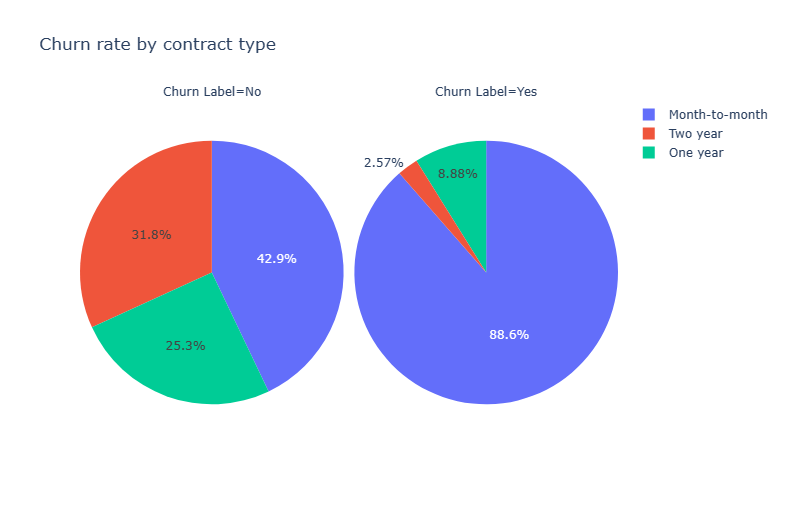 Churn rate by contract type
Churn Label=No
Churn Label=Yes
Month-to-month
Two year
One year
31.8%
42.9%
25.3%
2.57%
8.88%
88.6%